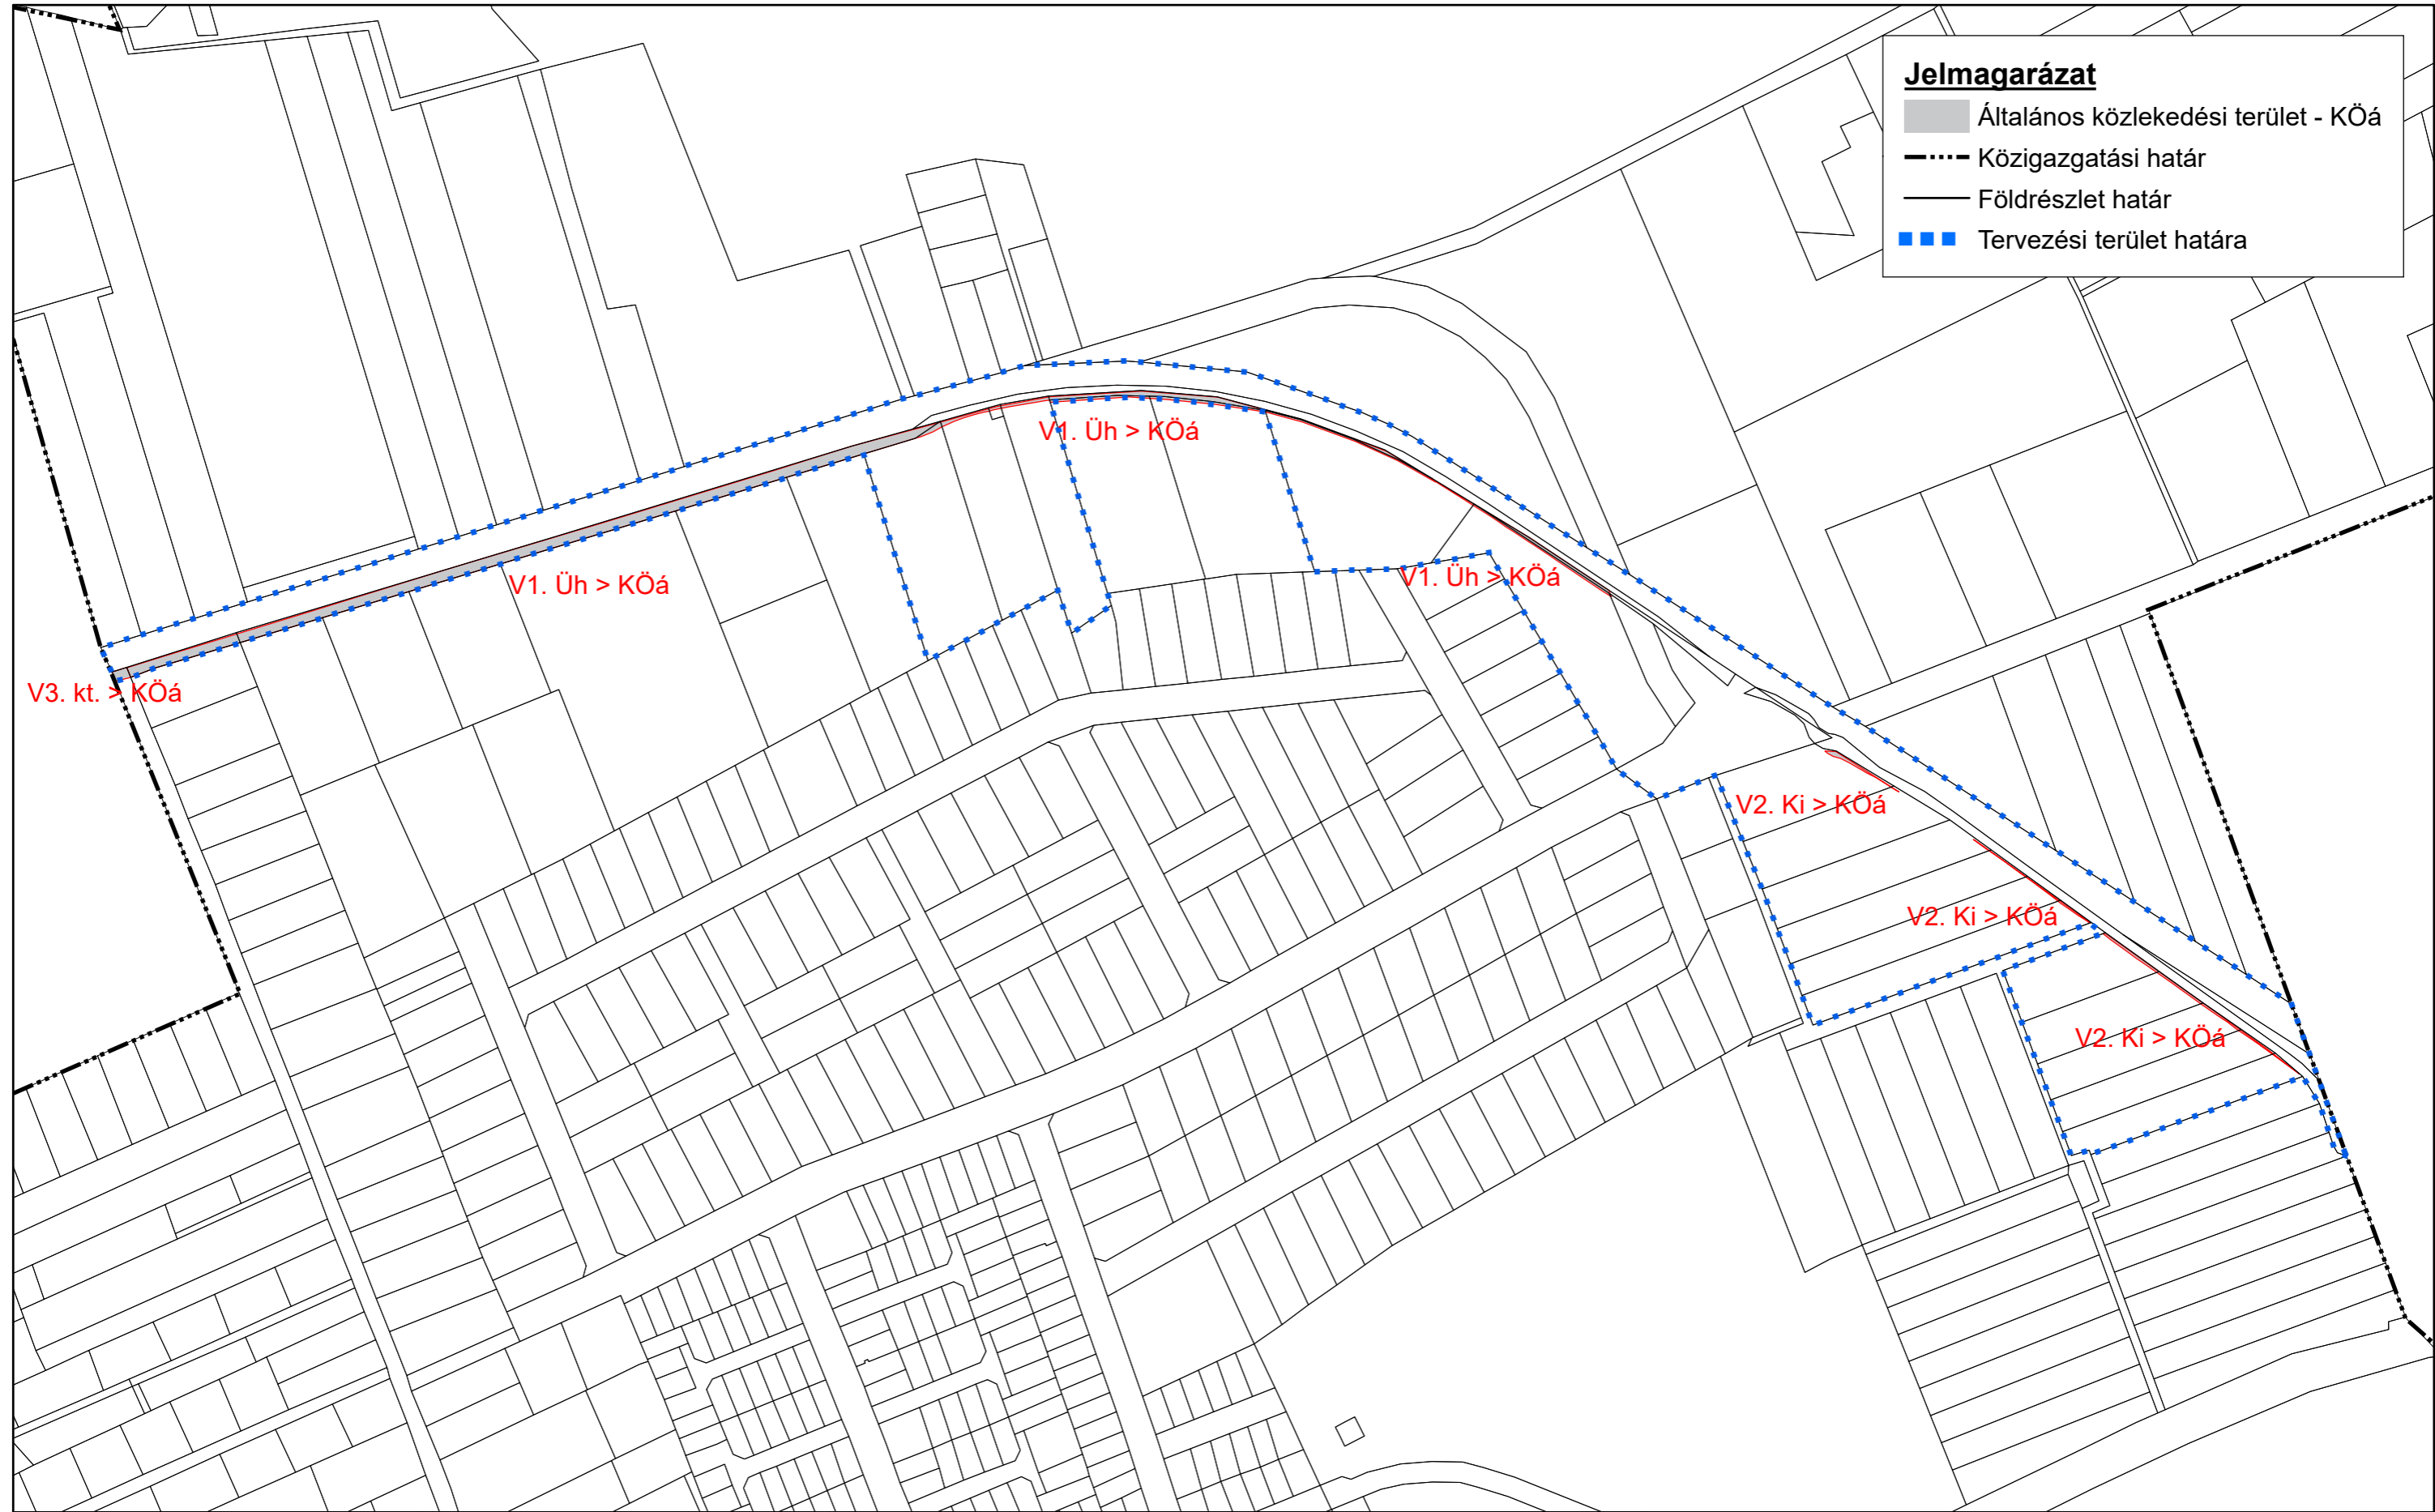 Jelmagarázat
Általános közlekedési terület - KÖá
Közigazgatási határ
Földrészlet határ
Tervezési terület határa
V1. Üh > KÖá
V1. Üh > KÖá
V1. Üh > KÖá
V3. kt. > KÖá
V2. Ki > KÖá
V2. Ki > KÖá
V2. Ki > KÖá